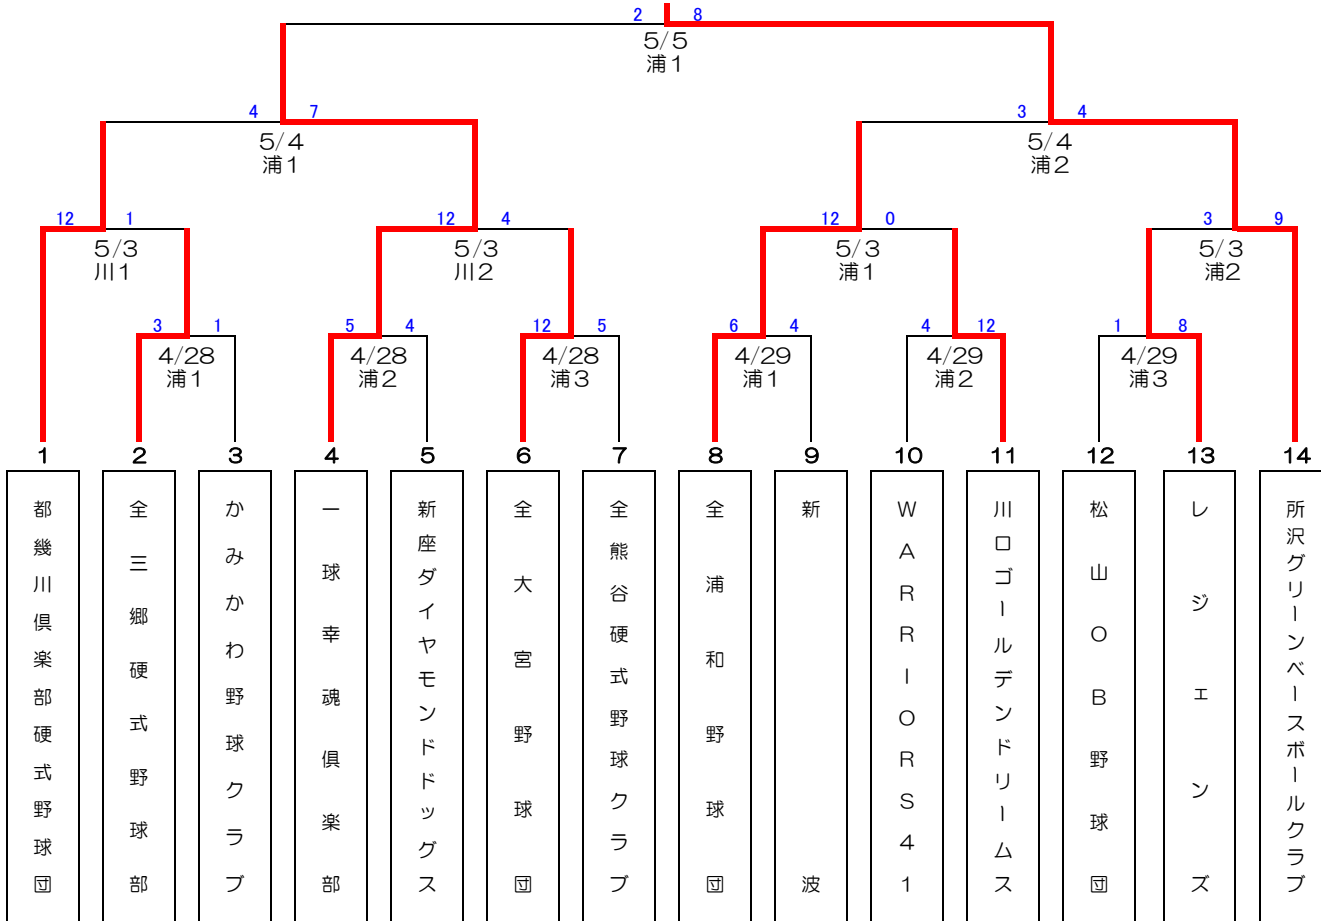 2 8
5/5
浦1
4 7
3 4
5/4
浦1
5/4
浦2
12 1
12 4
12 0
3 9
5/3
川1
5/3
川2
5/3
浦1
5/3
浦2
3 1
5 4
12 5
6 4
4 12
1 8
4/28
浦1
4/28
浦2
4/28
浦3
4/29
浦1
4/29
浦2
4/29
浦3
1 2 3 4 5 6 7 8 9 10 11 12 13 14
都幾川倶楽部硬式野球団
全三郷硬式野球部
かみかわ野球クラブ
一球幸魂倶楽部
新座ダイヤモンドドッグス
全大宮野球団
全熊谷硬式野球クラブ
全浦和野球団
新波
WARRIORS41
川口ゴールデンドリームス
松山OB野球団
レジェンズ
所沢グリーンベースボールクラブ